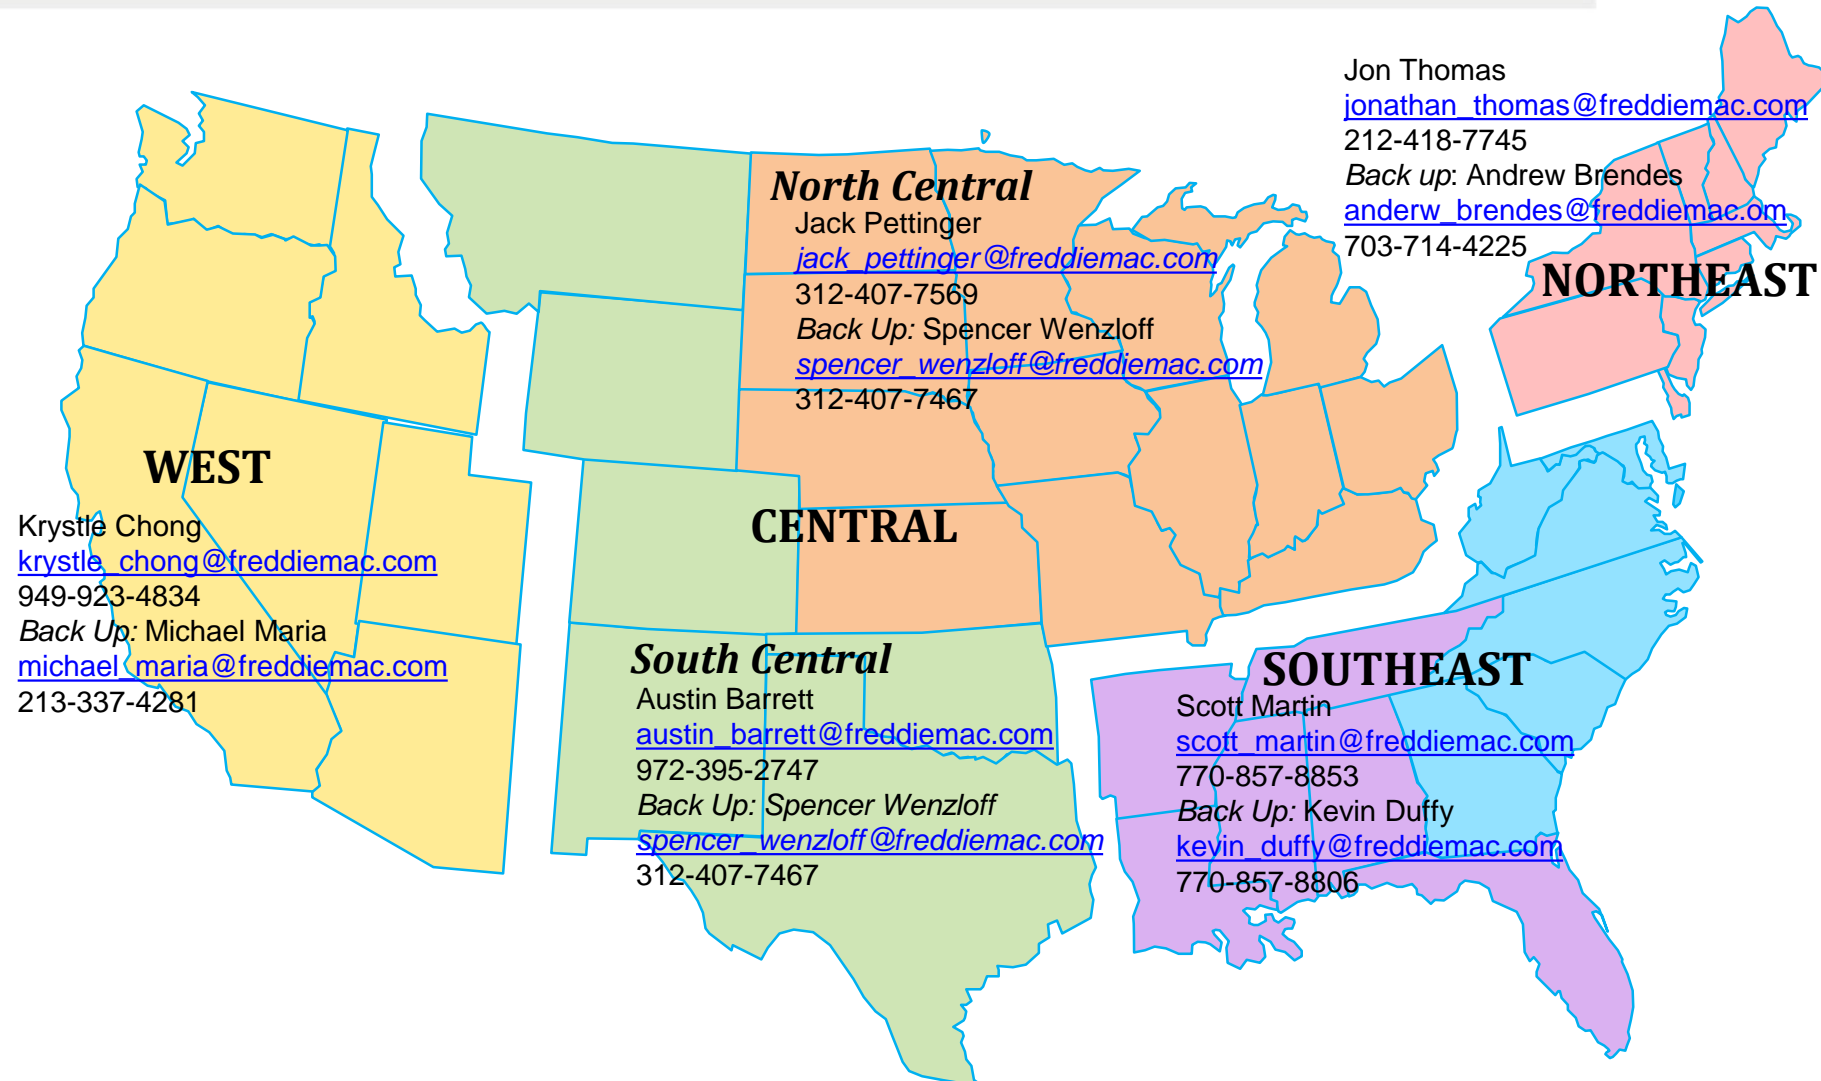 Jon Thomas
jonathan_thomas@freddiemac.com
212-418-7745
Back up: Andrew Brendes
anderw_brendes@freddiemac.om
703-714-4225
NORTHEAST
North Central
Jack Pettinger
jack_pettinger@freddiemac.com
312-407-7569
Back Up: Spencer Wenzloff
spencer_wenzloff@freddiemac.com
312-407-7467
WEST
Krystle Chong
krystle_chong@freddiemac.com
949-923-4834
Back Up: Michael Maria
michael_maria@freddiemac.com
213-337-4281
CENTRAL
South Central
Austin Barrett
austin_barrett@freddiemac.com
972-395-2747
Back Up: Spencer Wenzloff
spencer_wenzloff@freddiemac.com
312-407-7467
SOUTHEAST
Scott Martin
scott_martin@freddiemac.com
770-857-8853
Back Up: Kevin Duffy
kevin_duffy@freddiemac.com
770-857-8806